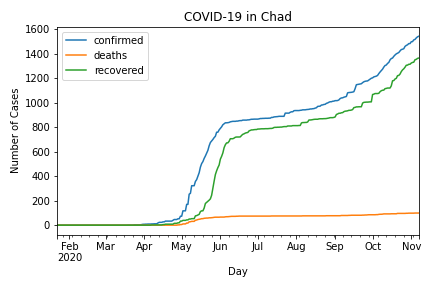 COVID-19 in Chad
confirmed
deaths
recovered
Number of Cases
1600
1400
1200
1000
800
600
400
200
0
Feb Mar Apr May Jun Jul Aug Sep Oct Nov
2020
Day